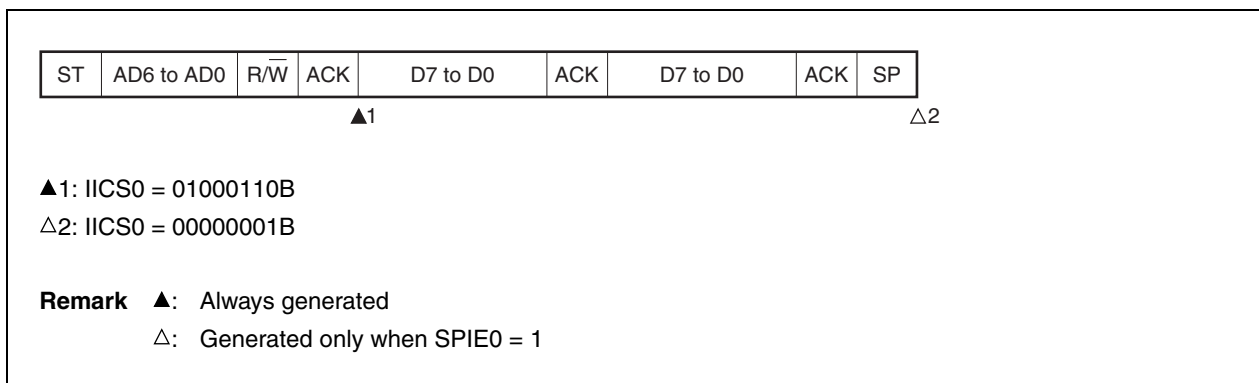 ST AD6 to AD0 R/W̅ ACK D7 to D0 ACK D7 to D0 ACK SP
▲1 △2
▲1: IICS0 = 01000110B
△2: IICS0 = 00000001B
Remark ▲: Always generated
△: Generated only when SPIE0 = 1